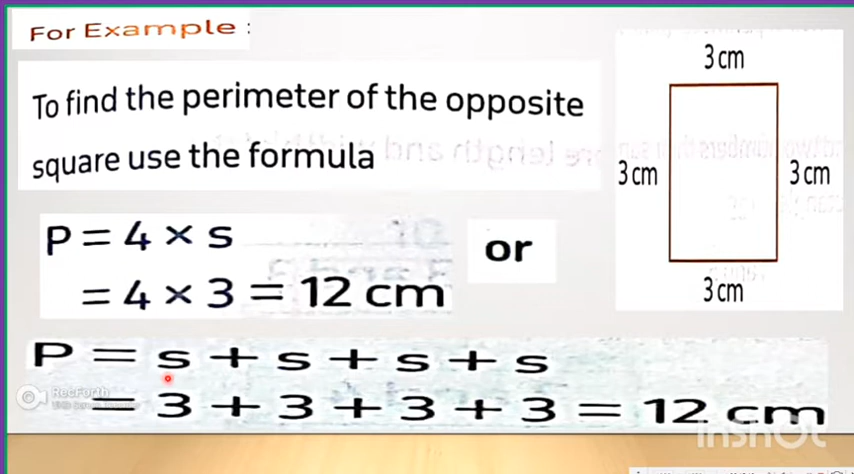 For Example :
To find the perimeter of the opposite
square use the formula
3 cm
3 cm
3 cm
3 cm
P = 4 × s
= 4 × 3 = 12 cm
or
P = s + s + s + s
= 3 + 3 + 3 + 3 = 12 cm
RecForth
InShOt